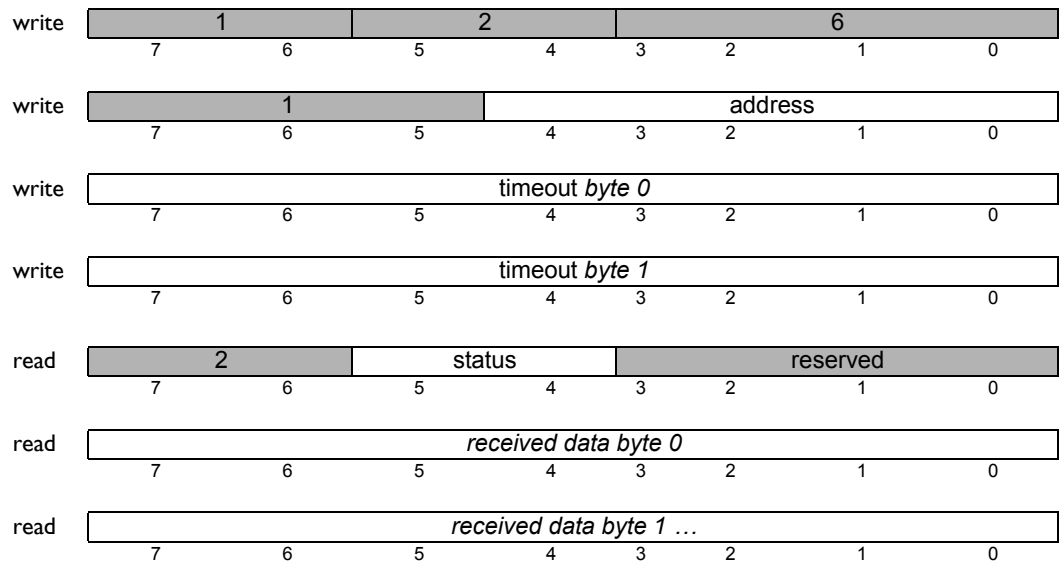 write 1 2 6
7 6 5 4 3 2 1 0
write 1 address
7 6 5 4 3 2 1 0
write timeout byte 0
7 6 5 4 3 2 1 0
write timeout byte 1
7 6 5 4 3 2 1 0
read 2 status reserved
7 6 5 4 3 2 1 0
read received data byte 0
7 6 5 4 3 2 1 0
read received data byte 1 …
7 6 5 4 3 2 1 0